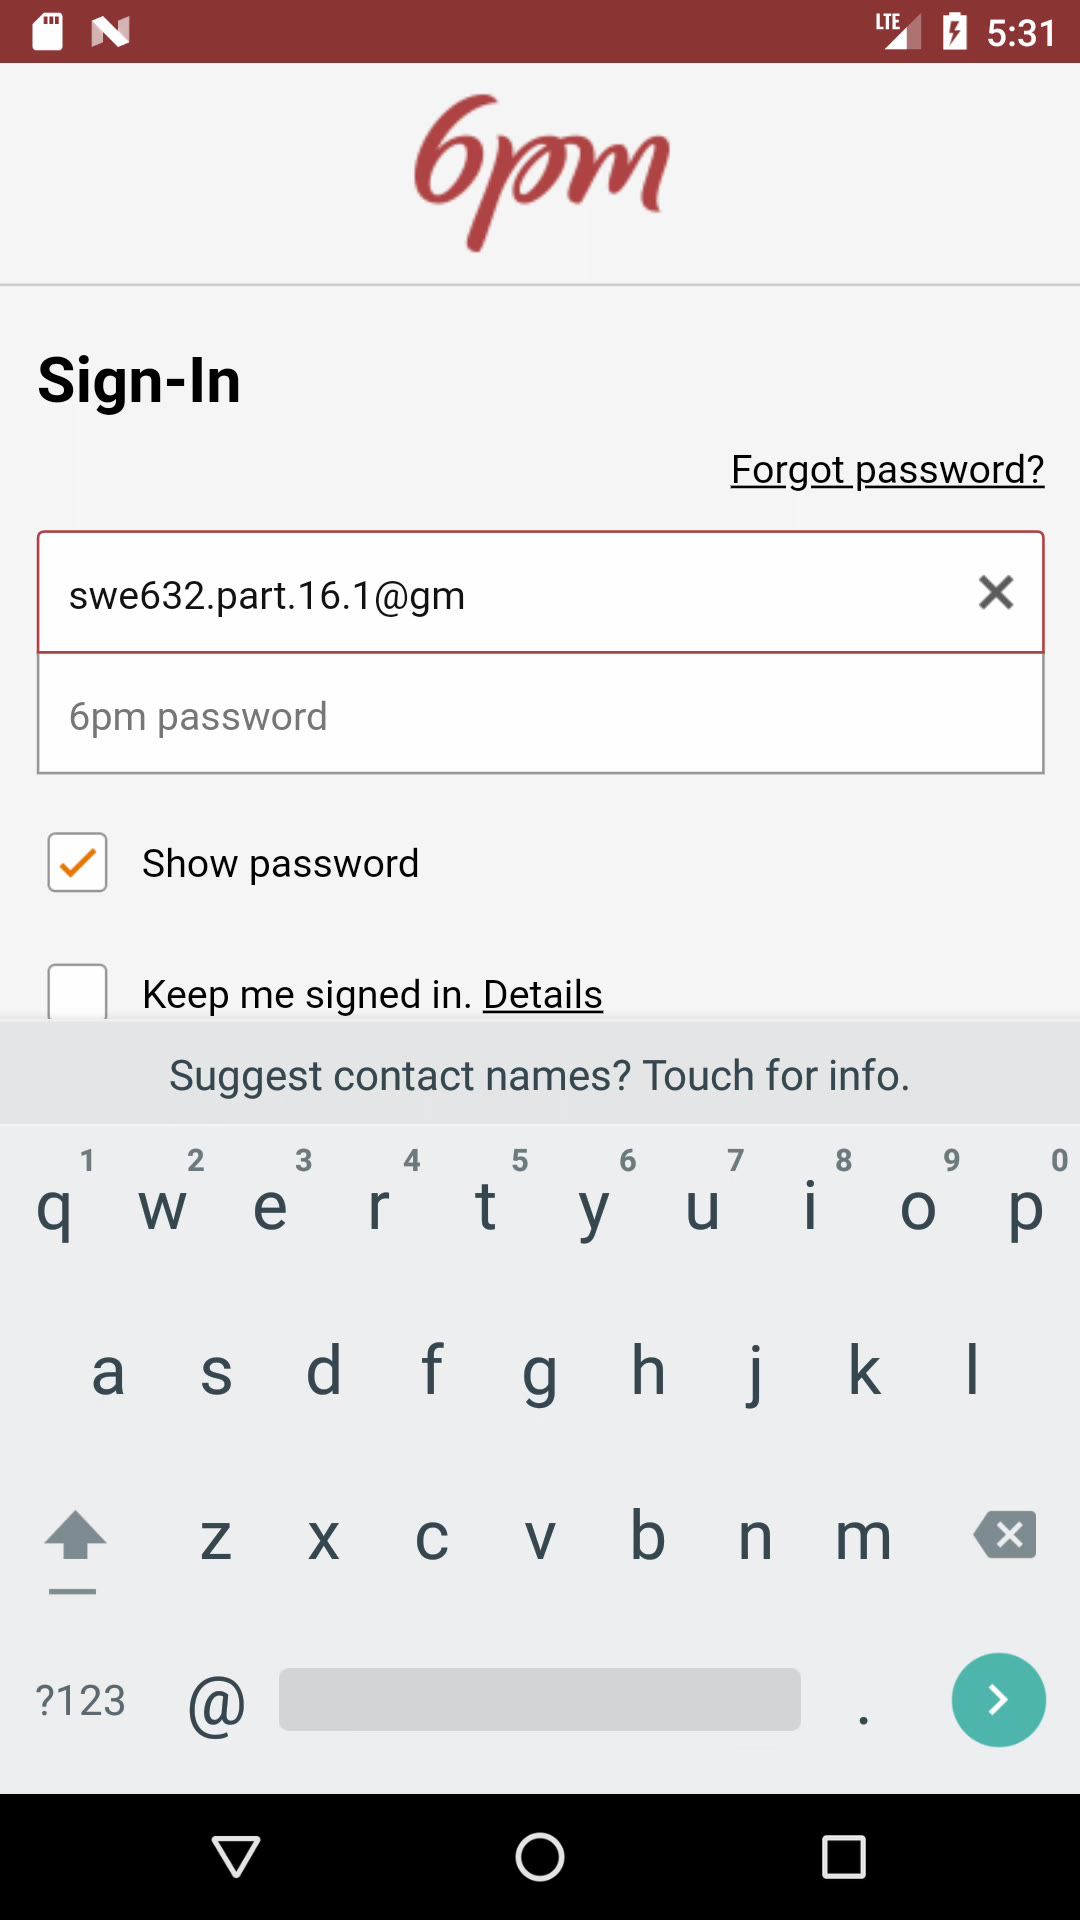 LTE 5:31
6pm
Sign-In
Forgot password?
swe632.part.16.1@gm
6pm password
Show password
Keep me signed in. Details
Suggest contact names? Touch for info.
1 2 3 4 5 6 7 8 9 0
q w e r t y u i o p
a s d f g h j k l
z x c v b n m
?123 @ .